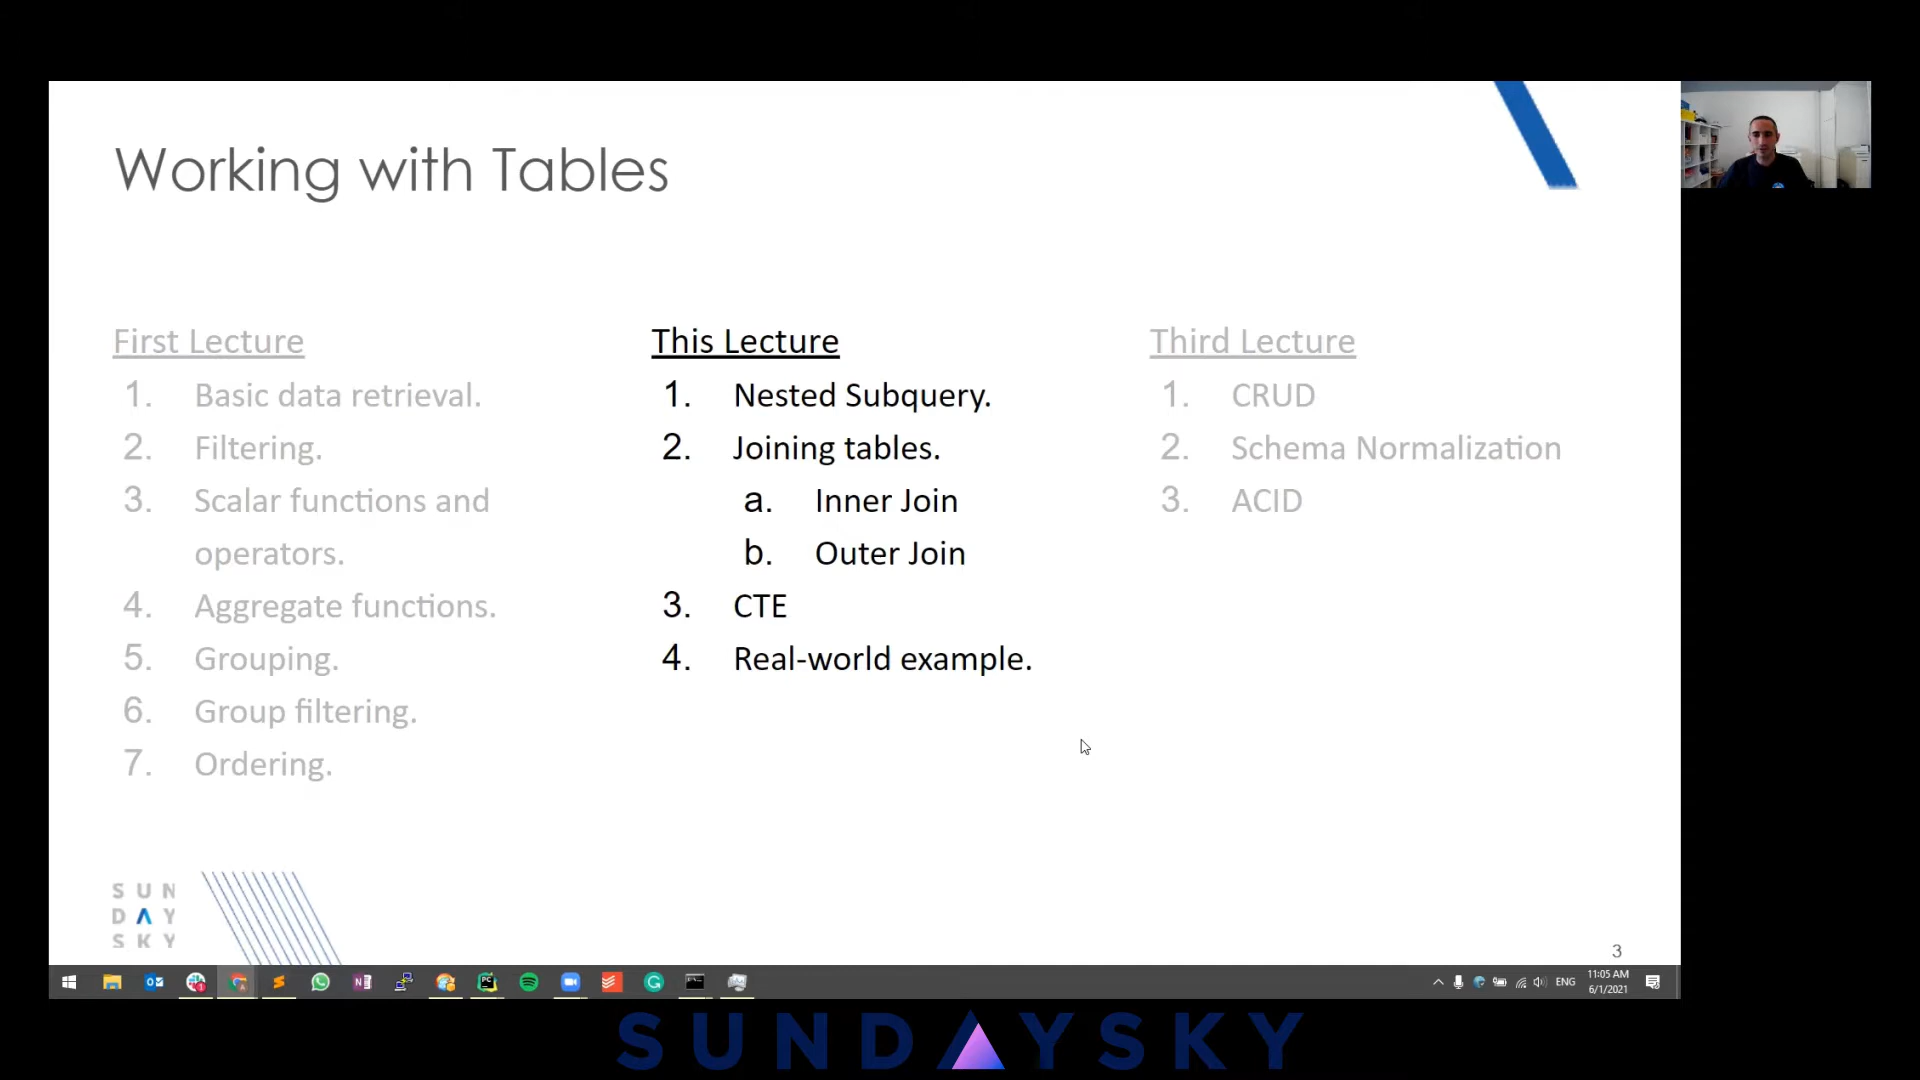 Working with Tables
First Lecture
1. Basic data retrieval.
2. Filtering.
3. Scalar functions and
operators.
4. Aggregate functions.
5. Grouping.
6. Group filtering.
7. Ordering.
This Lecture
1. Nested Subquery.
2. Joining tables.
a. Inner Join
b. Outer Join
3. CTE
4. Real-world example.
Third Lecture
1. CRUD
2. Schema Normalization
3. ACID
SUN
DAY
SKY
3
ENG
11:05 AM
6/1/2021
SUNDAYSKY